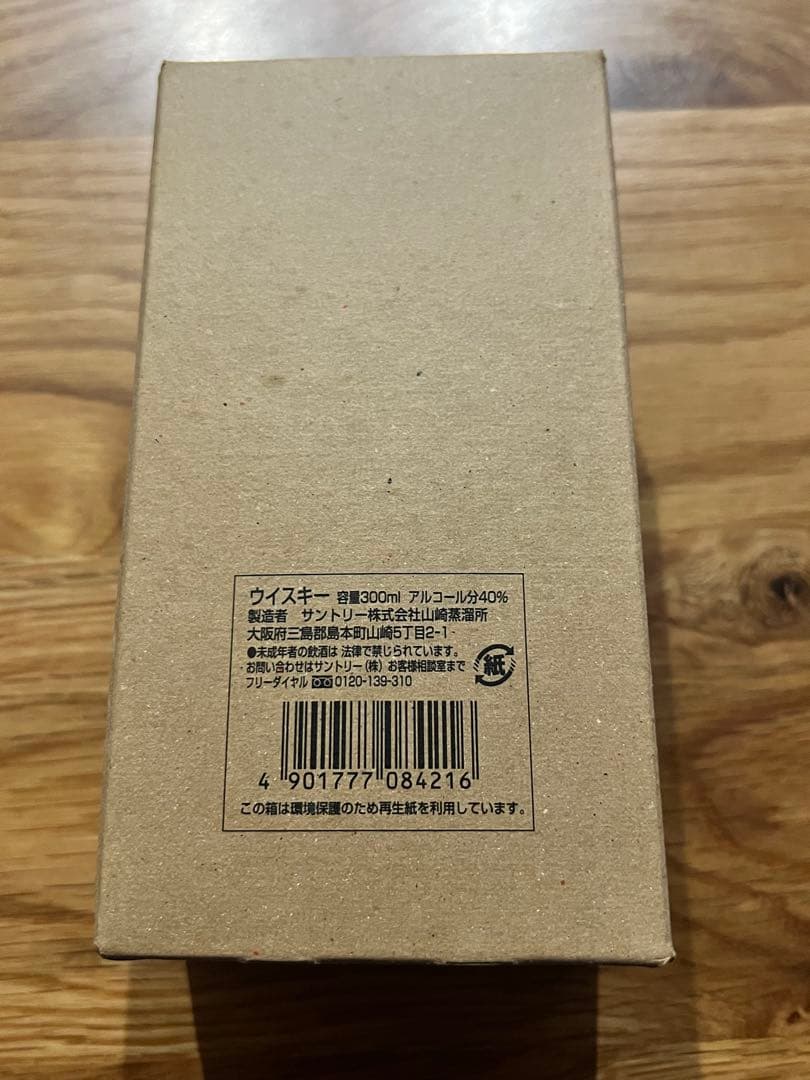 ウイスキー 容量300ml アルコール分40%
製造者 サントリー株式会社山崎蒸溜所
大阪府三島郡島本町山崎5丁目2-1
●未成年者の飲酒は 法律で禁じられています。
お問い合わせはサントリー(株) お客様相談室まで
フリーダイヤル 0120-139-310
紙
4 901777 084216
この箱は環境保護のため再生紙を利用しています。